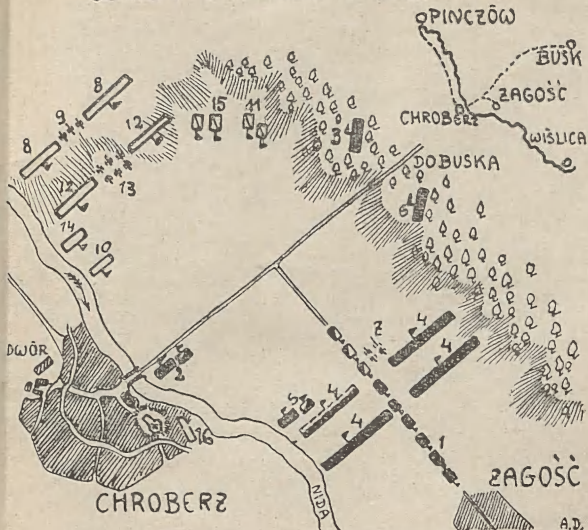 PINCZÓW
BUSK
ZAGOŚĆ
CHROBERZ
WIŚLICA
8
9
8
12
15
11
3
12
13
DOBUSKA
6
14
10
7
4
4
DWÓR
2
5
4
4
1
16
NIDA
CHROBERZ
ZAGOŚĆ
A.D.